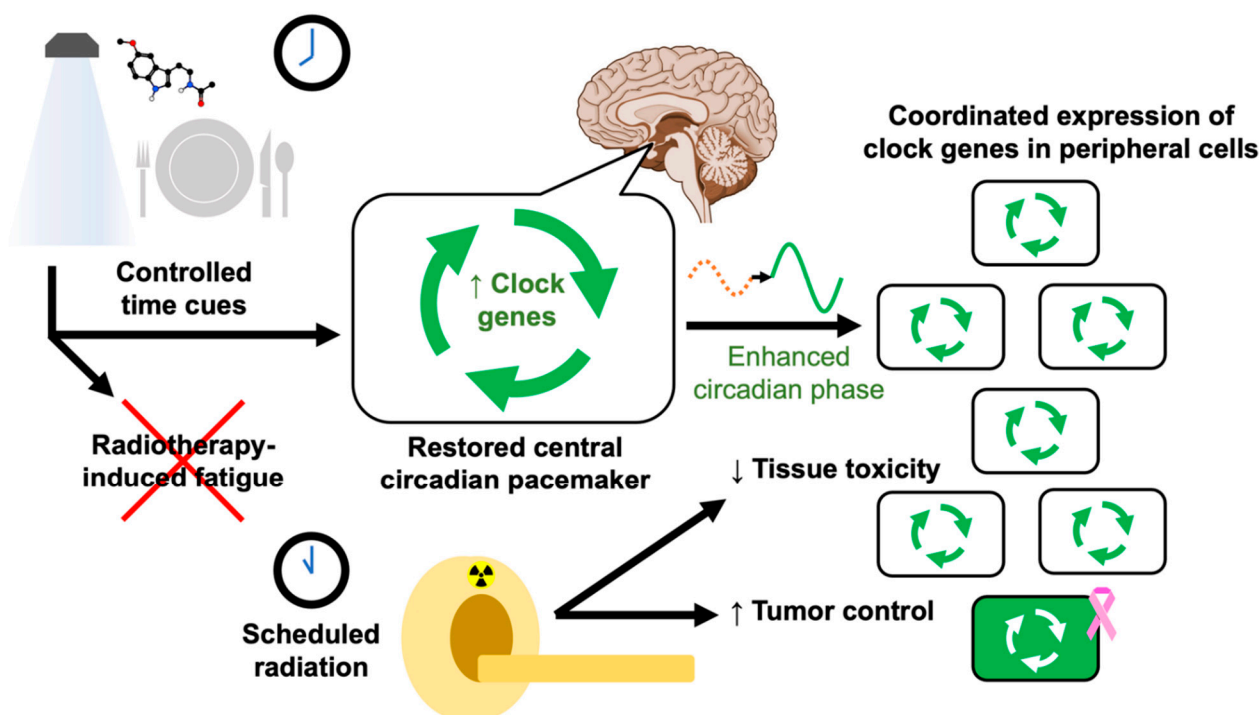 Coordinated expression of
clock genes in peripheral cells
Controlled
time cues
↑ Clock
genes
Enhanced
circadian phase
Radiotherapy-
induced fatigue
Restored central
circadian pacemaker
↓ Tissue toxicity
Scheduled
radiation
↑ Tumor control